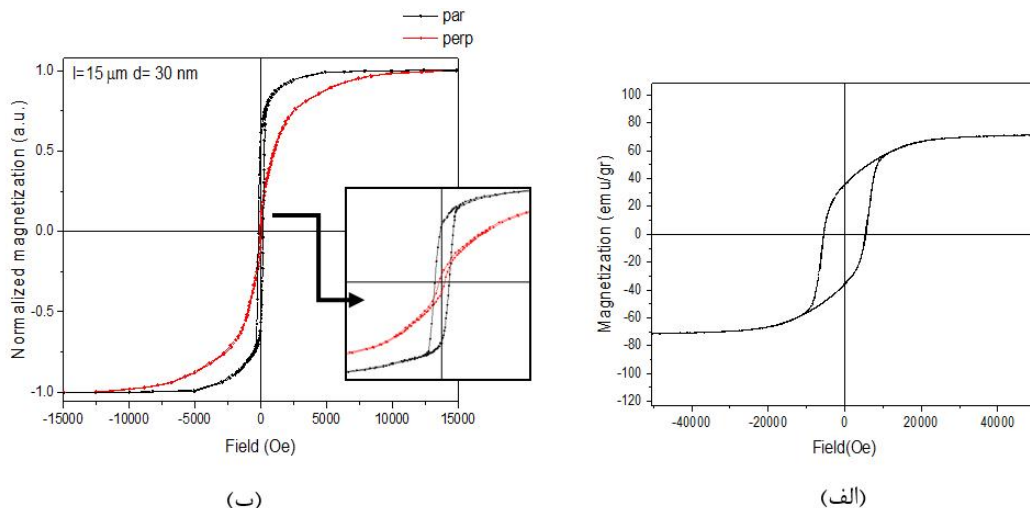 par
perp
l=15 μm d= 30 nm
Normalized magnetization (a.u.)
1.0
0.5
0.0
-0.5
-1.0
-15000 -10000 -5000 0 5000 10000 15000
Field (Oe)
(ب)
Magnetization (emu/gr)
100
80
60
40
20
0
-20
-40
-60
-80
-100
-120
-40000 -20000 0 20000 40000
Field(Oe)
(الف)